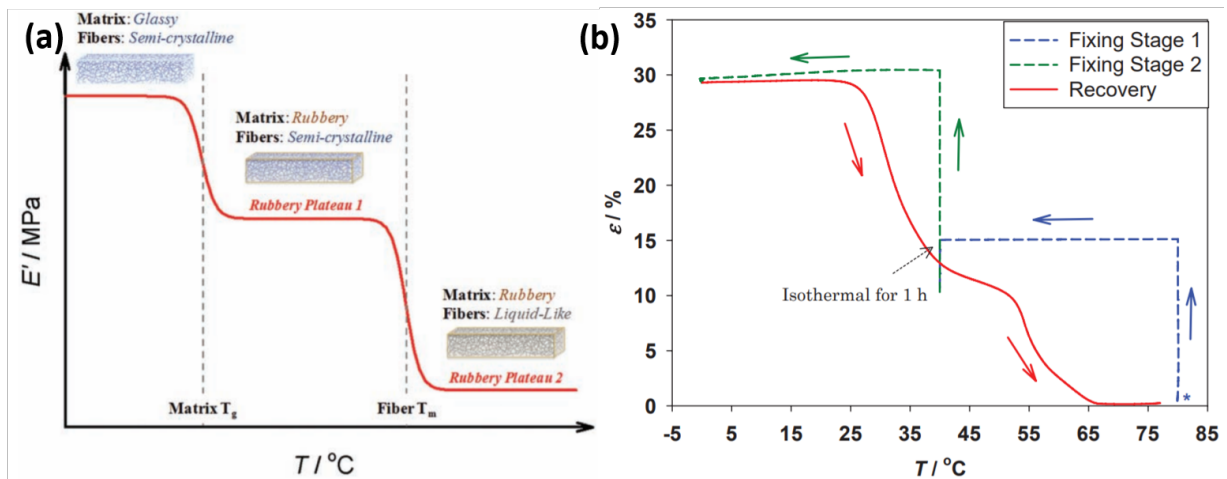 (a)
Matrix: Glassy
Fibers: Semi-crystalline
Matrix: Rubbery
Fibers: Semi-crystalline
Rubbery Plateau 1
Matrix: Rubbery
Fibers: Liquid-Like
Rubbery Plateau 2
E' / MPa
Matrix Tg
Fiber Tm
T / °C
(b)
Fixing Stage 1
Fixing Stage 2
Recovery
35
30
25
20
15
10
5
0
ε / %
Isothermal for 1 h
*
-5 5 15 25 35 45 55 65 75 85
T / °C